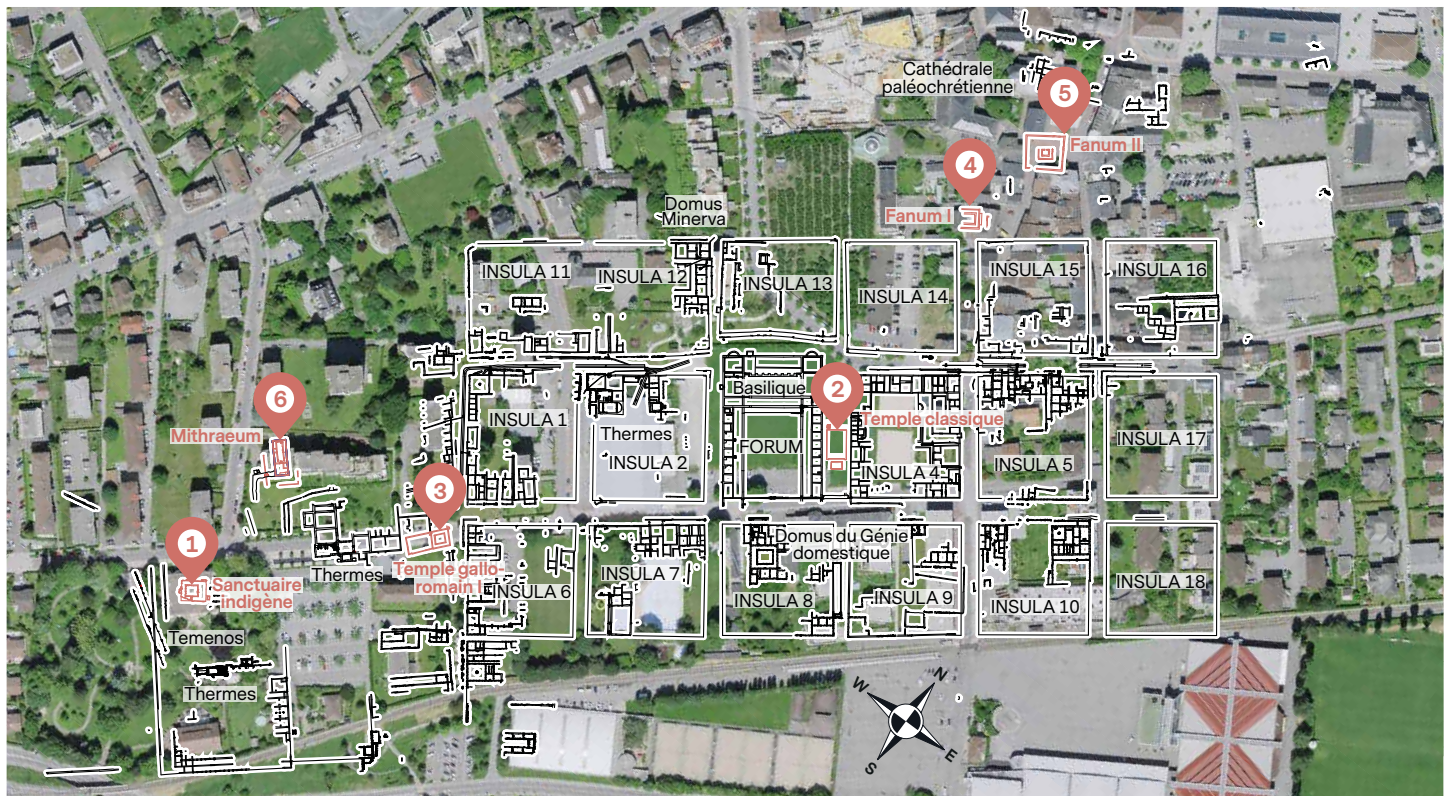 Cathédrale
paléochrétienne
5
Fanum II
4
Fanum I
Domus
Minerva
INSULA 11
INSULA 12
INSULA 13
INSULA 14
INSULA 15
INSULA 16
6
Mithraeum
INSULA 1
Thermes
INSULA 2
Basilique
FORUM
2
Temple classique
INSULA 4
INSULA 5
INSULA 17
3
Temple gallo-
romain I
1
Sanctuaire
indigène
Thermes
Temenos
Thermes
INSULA 6
INSULA 7
Domus du Génie
domestique
INSULA 8
INSULA 9
INSULA 10
INSULA 18
N
W
S
E